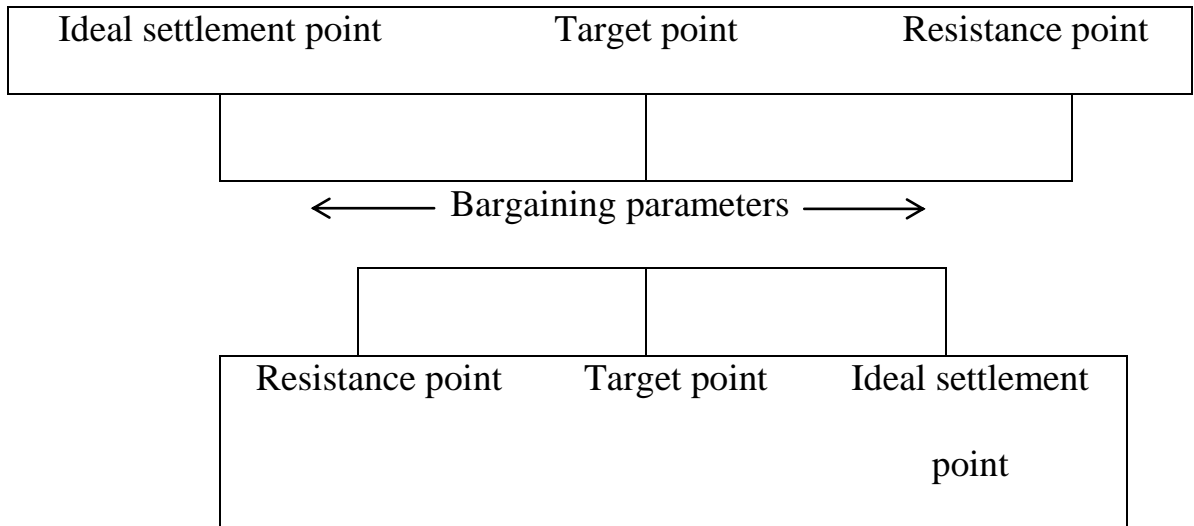 Ideal settlement point Target point Resistance point
Bargaining parameters
Resistance point Target point Ideal settlement
point